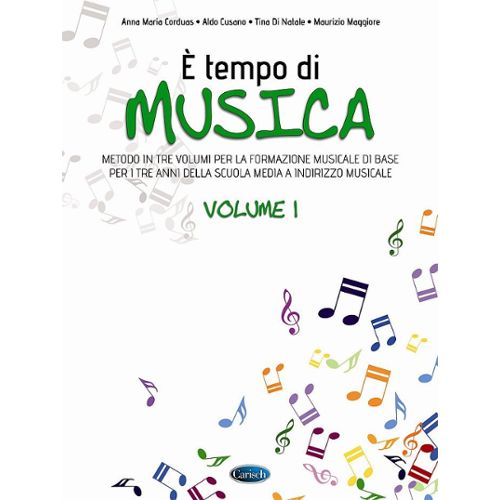 Anna Maria Corduas • Aldo Cusano • Tina Di Natale • Maurizio Maggiore
È tempo di
MUSICA
METODO IN TRE VOLUMI PER LA FORMAZIONE MUSICALE DI BASE
PER I TRE ANNI DELLA SCUOLA MEDIA A INDIRIZZO MUSICALE
VOLUME 1
Carisch